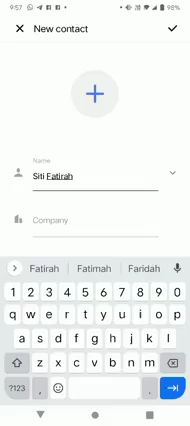 9:57 98%
New contact
Name
Siti Fatirah
Company
Fatirah Fatimah Faridah
1 2 3 4 5 6 7 8 9 0
q w e r t y u i o p
a s d f g h j k l
z x c v b n m
?123 , .